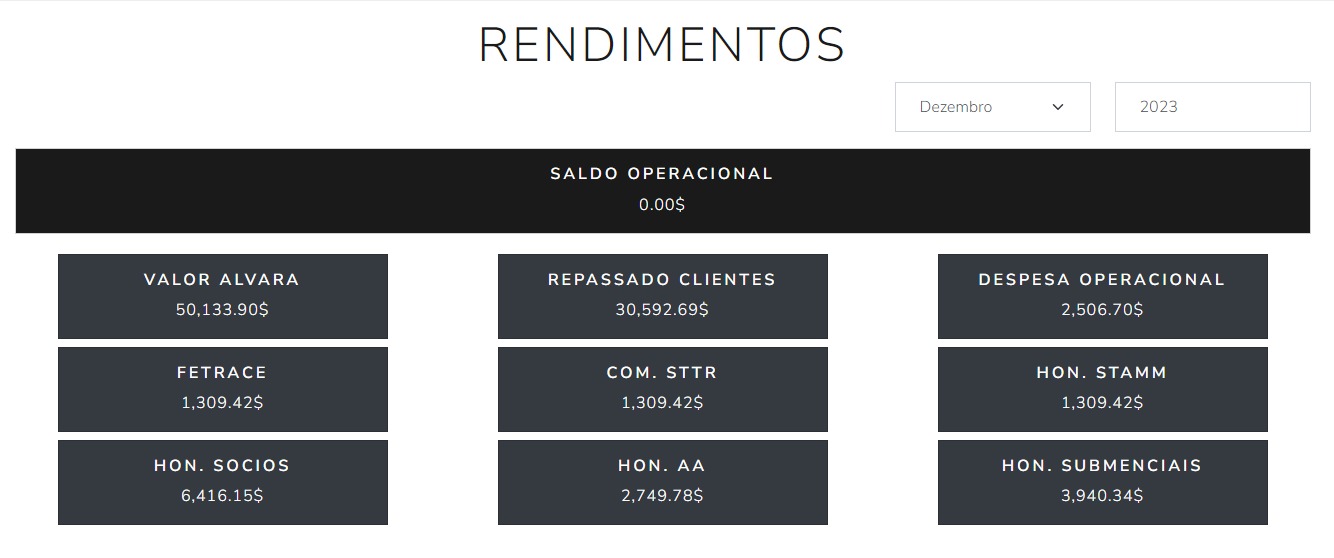 RENDIMENTOS
Dezembro
2023
SALDO OPERACIONAL
0.00$
VALOR ALVARA
50,133.90$
REPASSADO CLIENTES
30,592.69$
DESPESA OPERACIONAL
2,506.70$
FETRACE
1,309.42$
COM. STTR
1,309.42$
HON. STAMM
1,309.42$
HON. SOCIOS
6,416.15$
HON. AA
2,749.78$
HON. SUBMENCIAIS
3,940.34$